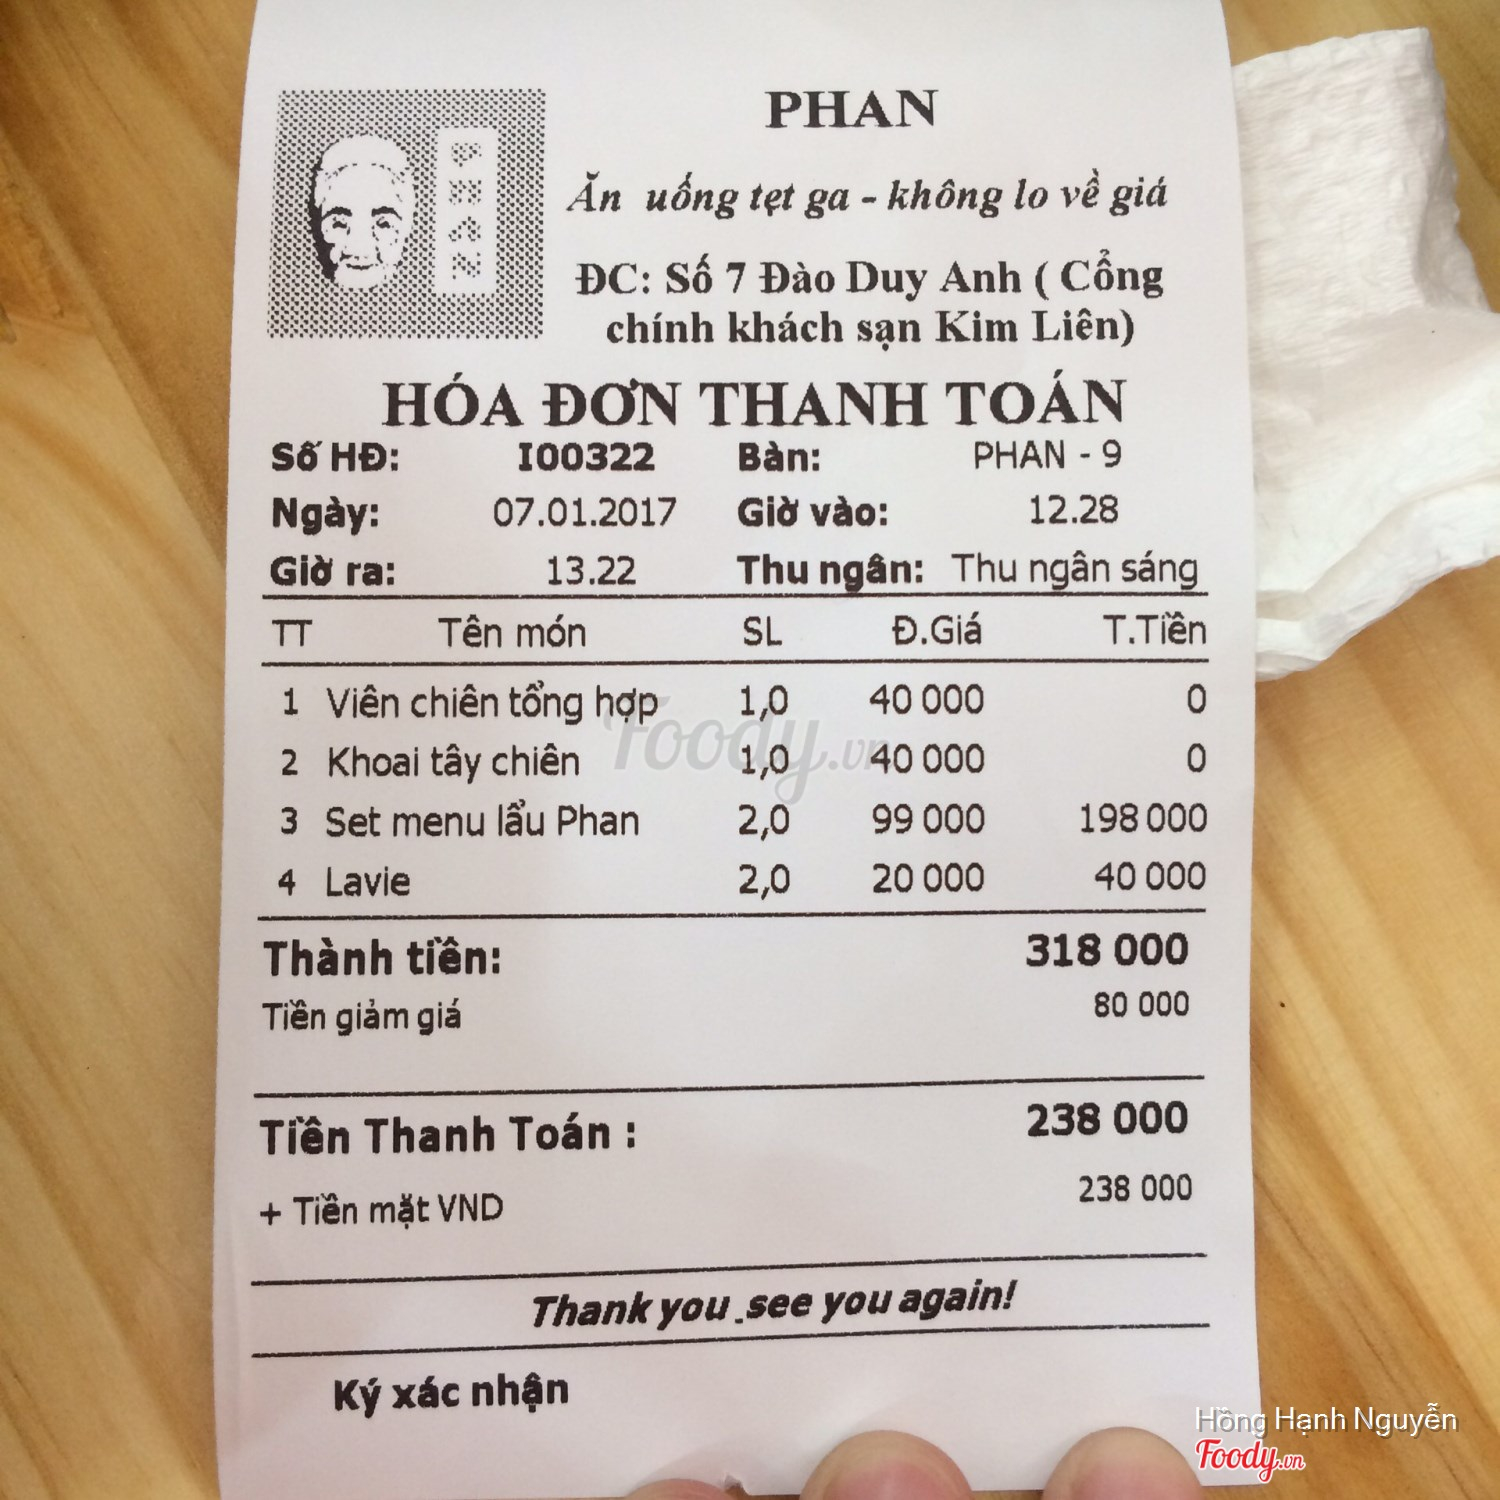 PHAN
Ăn uống tẹt ga - không lo về giá
ĐC: Số 7 Đào Duy Anh ( Cổng
chính khách sạn Kim Liên)
HÓA ĐƠN THANH TOÁN
Số HĐ: I00322 Bàn: PHAN - 9
Ngày: 07.01.2017 Giờ vào: 12.28
Giờ ra: 13.22 Thu ngân: Thu ngân sáng
TT Tên món SL Đ.Giá T.Tiền
1 Viên chiên tổng hợp 1,0 40 000 0
2 Khoai tây chiên 1,0 40 000 0
3 Set menu lẩu Phan 2,0 99 000 198 000
4 Lavie 2,0 20 000 40 000
Foody.vn
Thành tiền: 318 000
Tiền giảm giá 80 000
Tiền Thanh Toán : 238 000
+ Tiền mặt VND 238 000
Thank you .see you again!
Ký xác nhận
Hồng Hạnh Nguyễn
Foody.vn